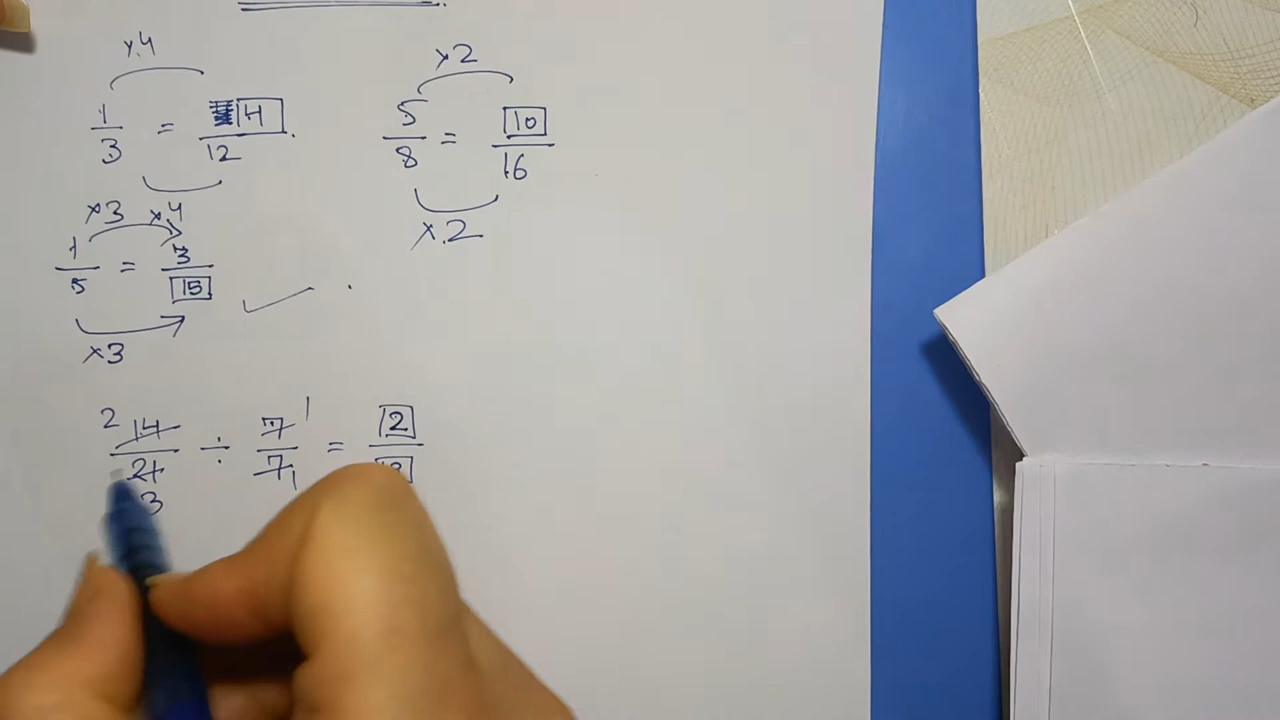 ×4
1/3 = 4/12.
×4
×2
5/8 = 10/16
×2
×3
1/5 = 3/15
×3
2 14/21 3 ÷ 7/7 1 1 = 2/3